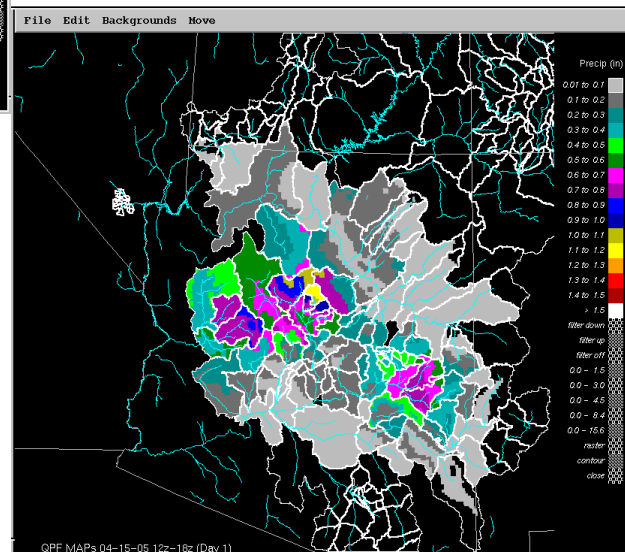 File Edit Backgrounds Move
Precip (in)
0.01 to 0.1
0.1 to 0.2
0.2 to 0.3
0.3 to 0.4
0.4 to 0.5
0.5 to 0.6
0.6 to 0.7
0.7 to 0.8
0.8 to 0.9
0.9 to 1.0
1.0 to 1.1
1.1 to 1.2
1.2 to 1.3
1.3 to 1.4
1.4 to 1.5
> 1.5
filter down
filter up
filter off
0.0 - 1.5
0.0 - 3.0
0.0 - 4.5
0.0 - 8.4
0.0 - 15.6
raster
contour
close
QPF MAPs 04-15-05 12z-18z (Day 1)